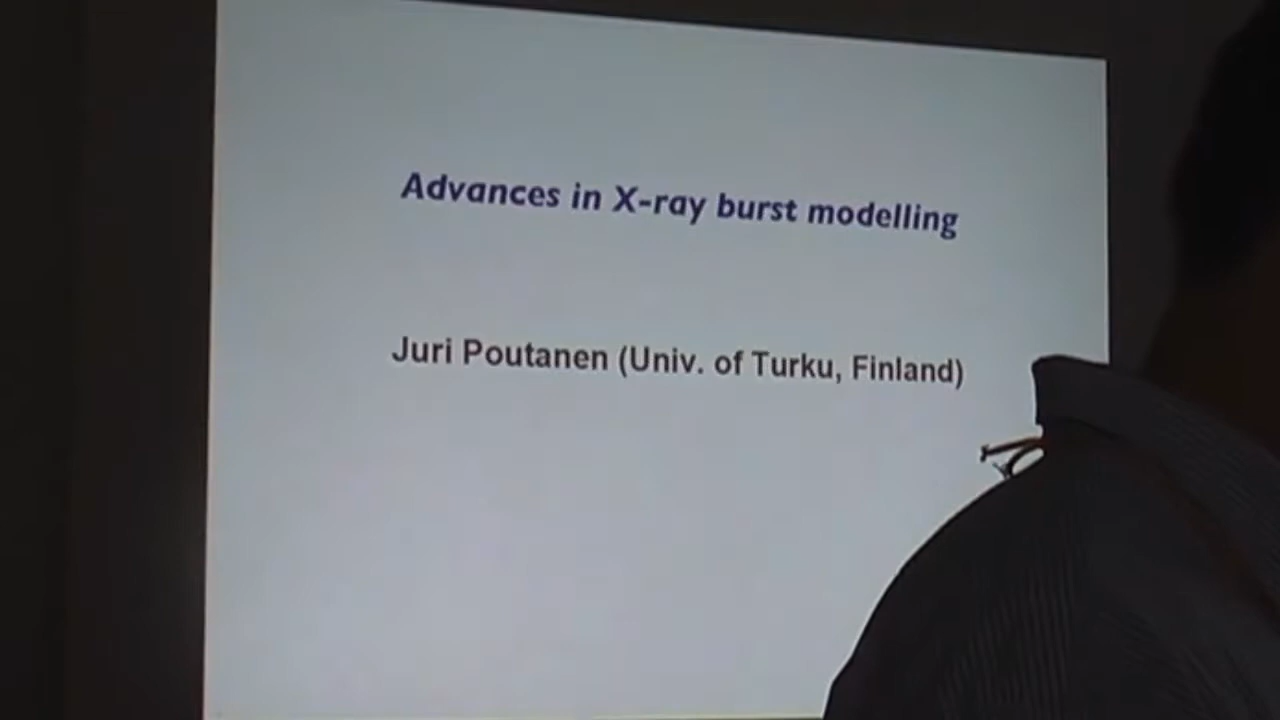 Advances in X-ray burst modelling
Juri Poutanen (Univ. of Turku, Finland)